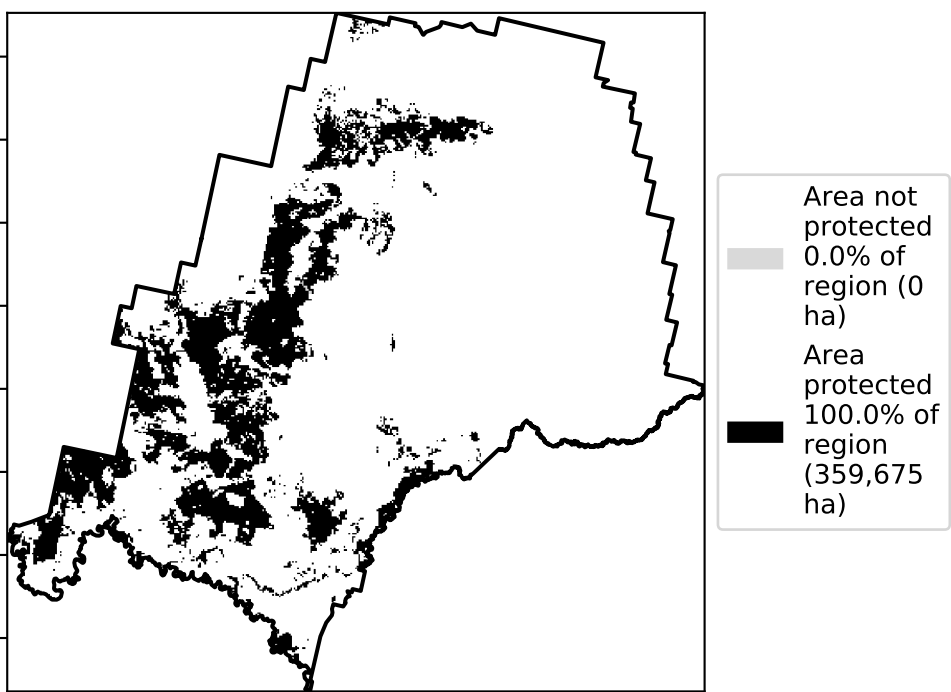 Area not
protected
0.0% of
region (0
ha)
Area
protected
100.0% of
region
(359,675
ha)